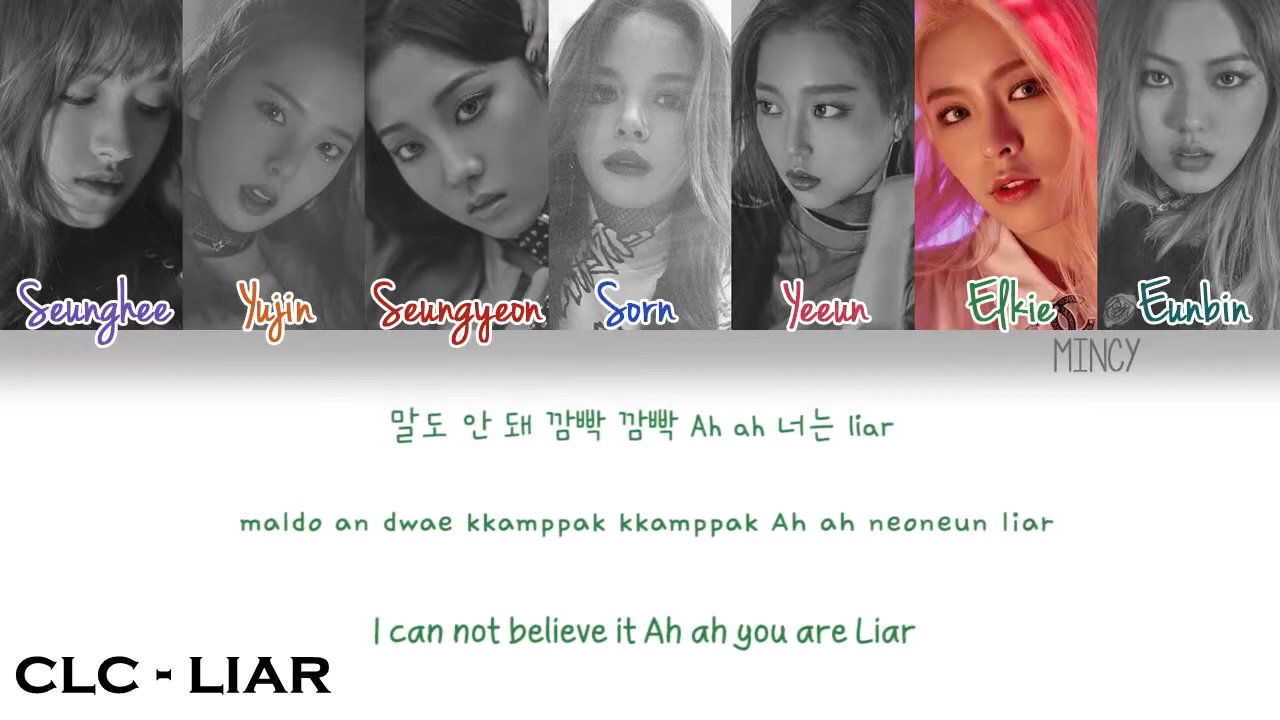 Seunghee Yujin Seungyeon Sorn Yeeun Elkie Eunbin
MINCY
말도 안 돼 깜빡 깜빡 Ah ah 너는 liar
maldo an dwae kkamppak kkamppak Ah ah neoneun liar
I can not believe it Ah ah you are Liar
CLC - LIAR